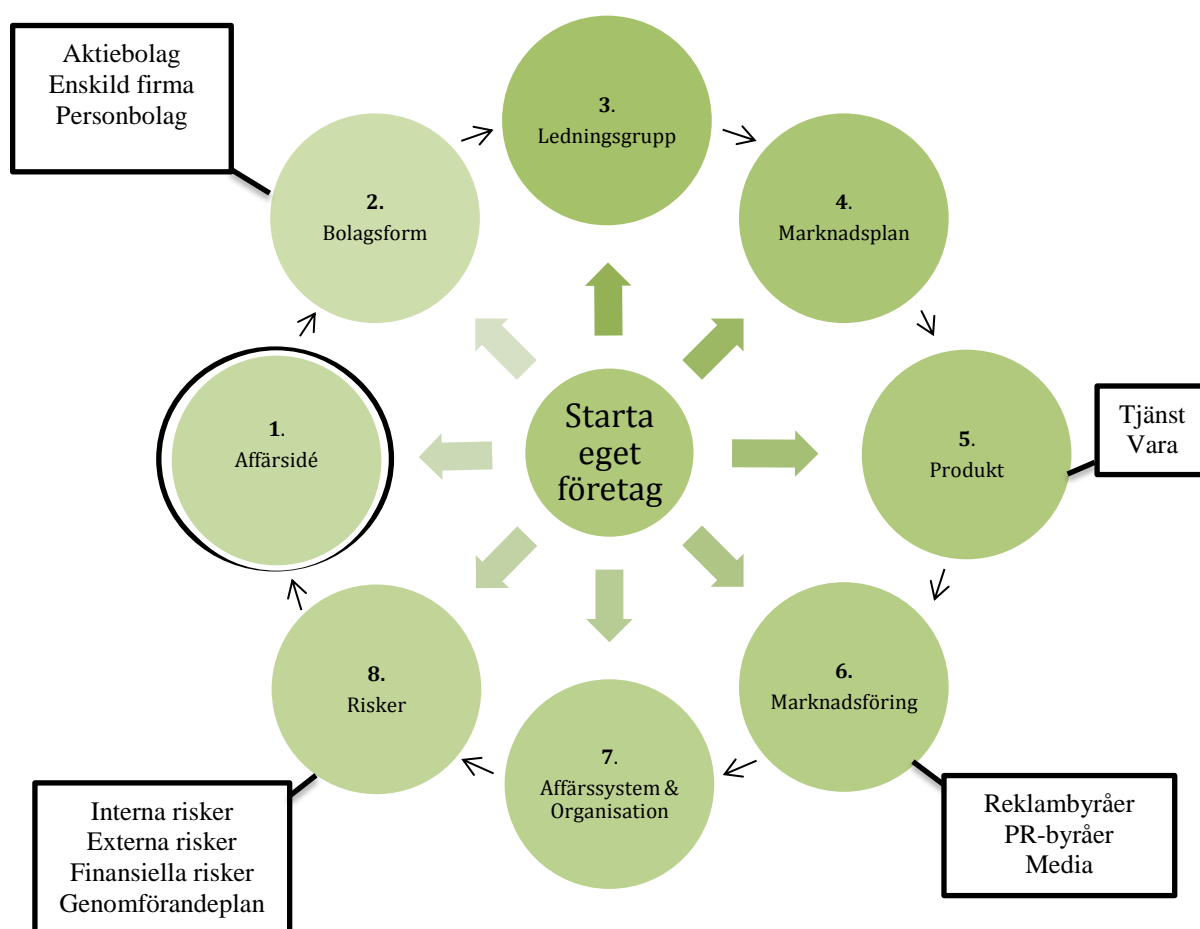 Aktiebolag
Enskild firma
Personbolag
3.
Ledningsgrupp
2.
Bolagsform
4.
Marknadsplan
1.
Affärsidé
Starta
eget
företag
5.
Produkt
Tjänst
Vara
8.
Risker
6.
Marknadsföring
7.
Affärssystem &
Organisation
Interna risker
Externa risker
Finansiella risker
Genomförandeplan
Reklambyråer
PR-byråer
Media